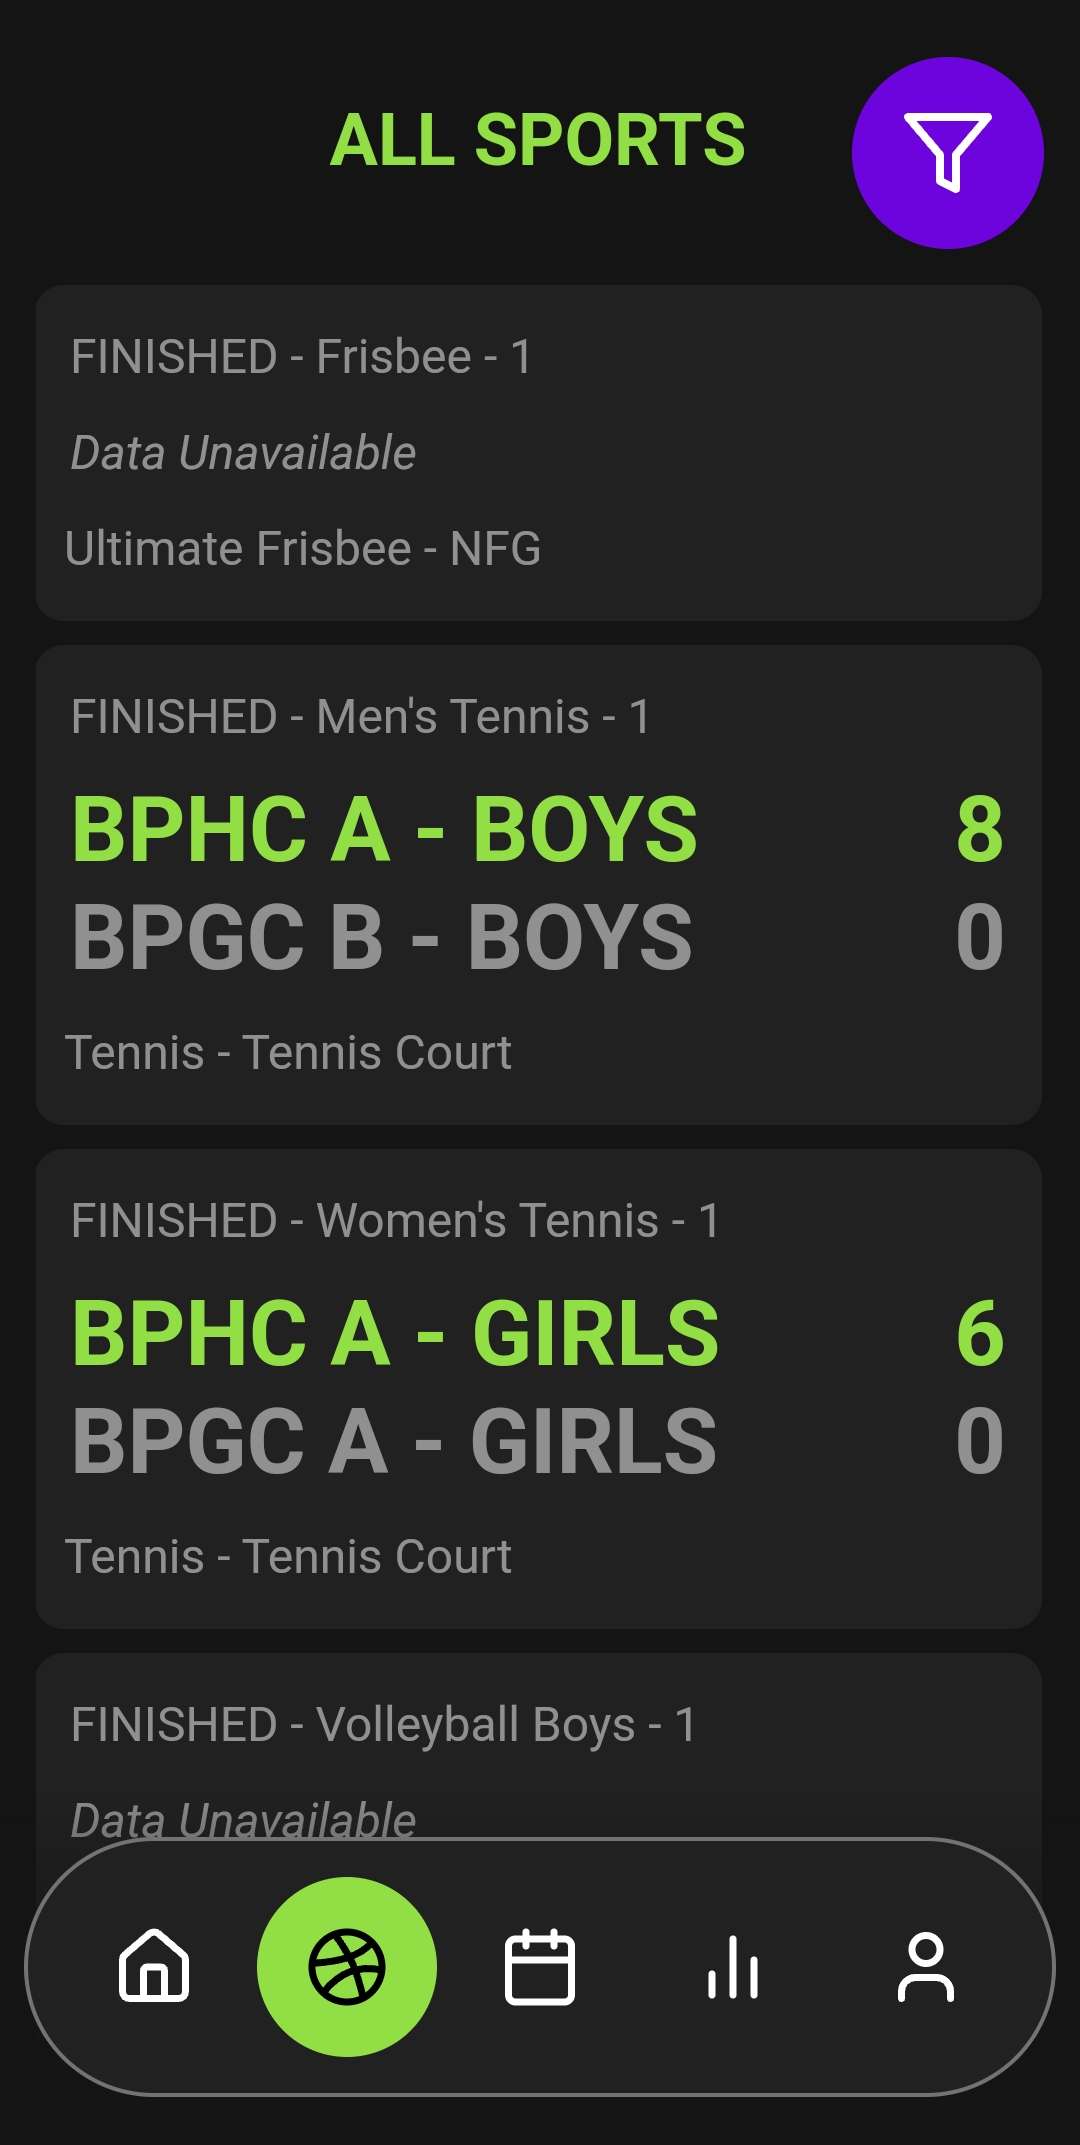 ALL SPORTS
FINISHED - Frisbee - 1
Data Unavailable
Ultimate Frisbee - NFG
FINISHED - Men's Tennis - 1
BPHC A - BOYS 8
BPGC B - BOYS 0
Tennis - Tennis Court
FINISHED - Women's Tennis - 1
BPHC A - GIRLS 6
BPGC A - GIRLS 0
Tennis - Tennis Court
FINISHED - Volleyball Boys - 1
Data Unavailable